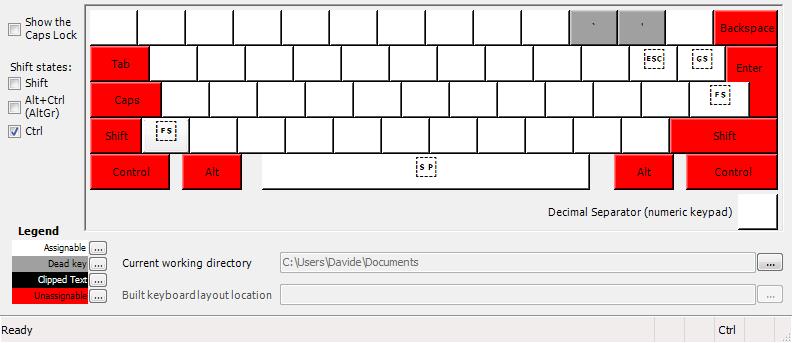 Show the
Caps Lock
Shift states:
Shift
Alt+Ctrl
(AltGr)
Ctrl
` ' Backspace
Tab ESC GS Enter
Caps FS
Shift FS Shift
Control Alt SP Alt Control
Decimal Separator (numeric keypad)
Legend
Assignable ...
Dead key ...
Clipped Text ...
Unassignable ...
Current working directory C:\Users\Davide\Documents ...
Built keyboard layout location ...
Ready Ctrl